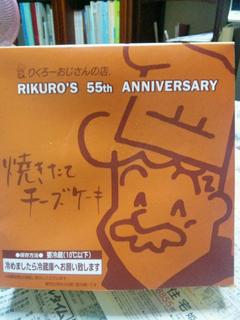 りくろーおじさんの店.
RIKURO'S 55th ANNIVERSARY
焼きたて
チーズケーキ
●保存方法● 要冷蔵(10℃以下)
冷めましたら冷蔵庫へお願い致します
住宅